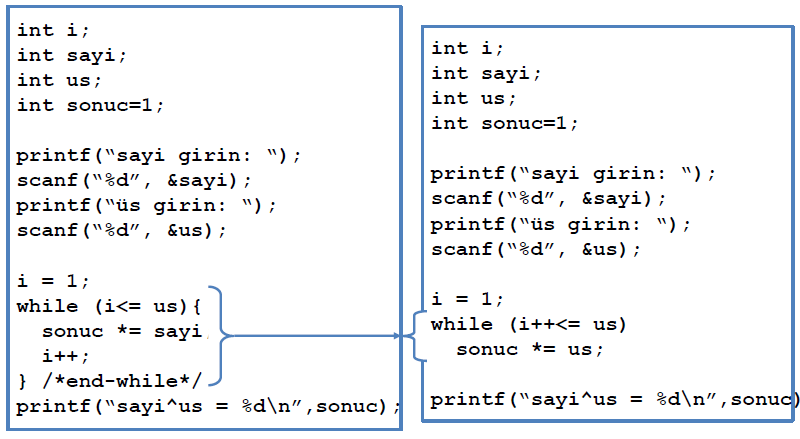 int i;
int sayi;
int us;
int sonuc=1;
printf(“sayi girin: “);
scanf(“%d”, &sayi);
printf(“üs girin: “);
scanf(“%d”, &us);
i = 1;
while (i<= us){
sonuc *= sayi
i++;
} /*end-while*/
printf(“sayi^us = %d\n”,sonuc);
int i;
int sayi;
int us;
int sonuc=1;
printf(“sayi girin: “);
scanf(“%d”, &sayi);
printf(“üs girin: “);
scanf(“%d”, &us);
i = 1;
while (i++<= us)
sonuc *= us;
printf(“sayi^us = %d\n”,sonuc)